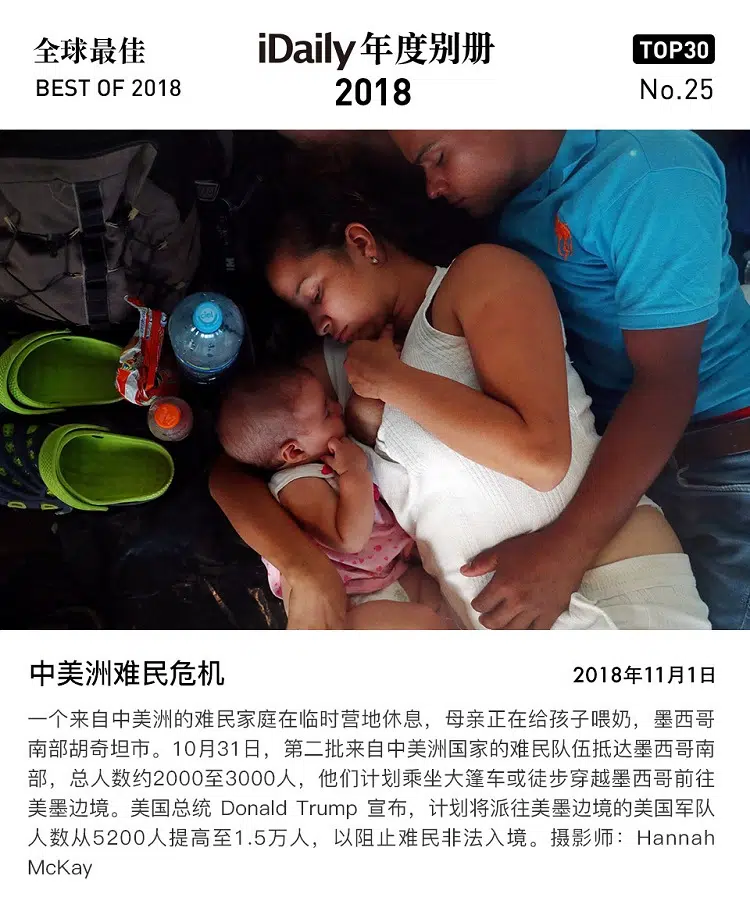 全球最佳
BEST OF 2018
iDaily 年度别册
2018
TOP30
No.25
中美洲难民危机
2018年11月1日
一个来自中美洲的难民家庭在临时营地休息，母亲正在给孩子喂奶，墨西哥
南部胡奇坦市。10月31日，第二批来自中美洲国家的难民队伍抵达墨西哥南
部，总人数约2000至3000人，他们计划乘坐大篷车或徒步穿越墨西哥前往
美墨边境。美国总统 Donald Trump 宣布，计划将派往美墨边境的美国军队
人数从5200人提高至1.5万人，以阻止难民非法入境。摄影师：Hannah
McKay